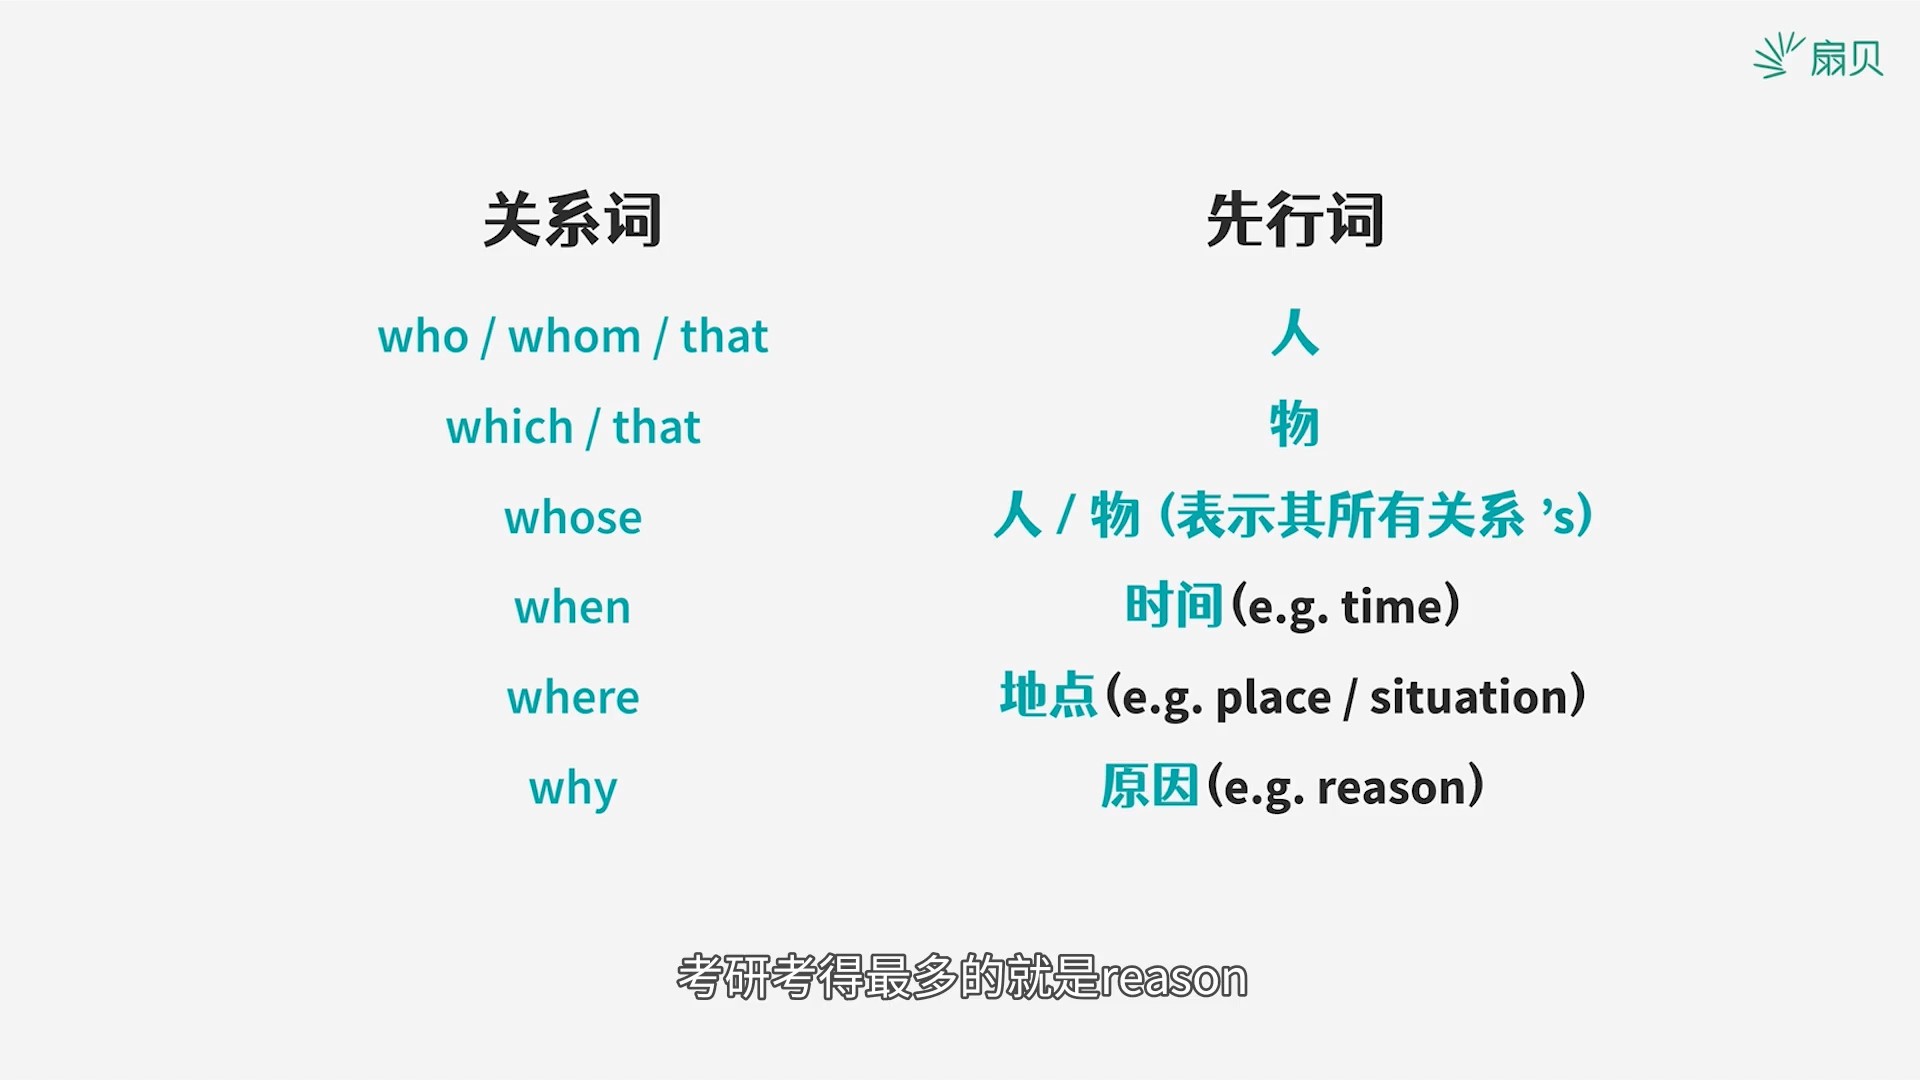 扇贝
关系词 先行词
who / whom / that 人
which / that 物
whose 人 / 物 (表示其所有关系 ’s)
when 时间 (e.g. time)
where 地点 (e.g. place / situation)
why 原因 (e.g. reason)
考研考得最多的就是reason